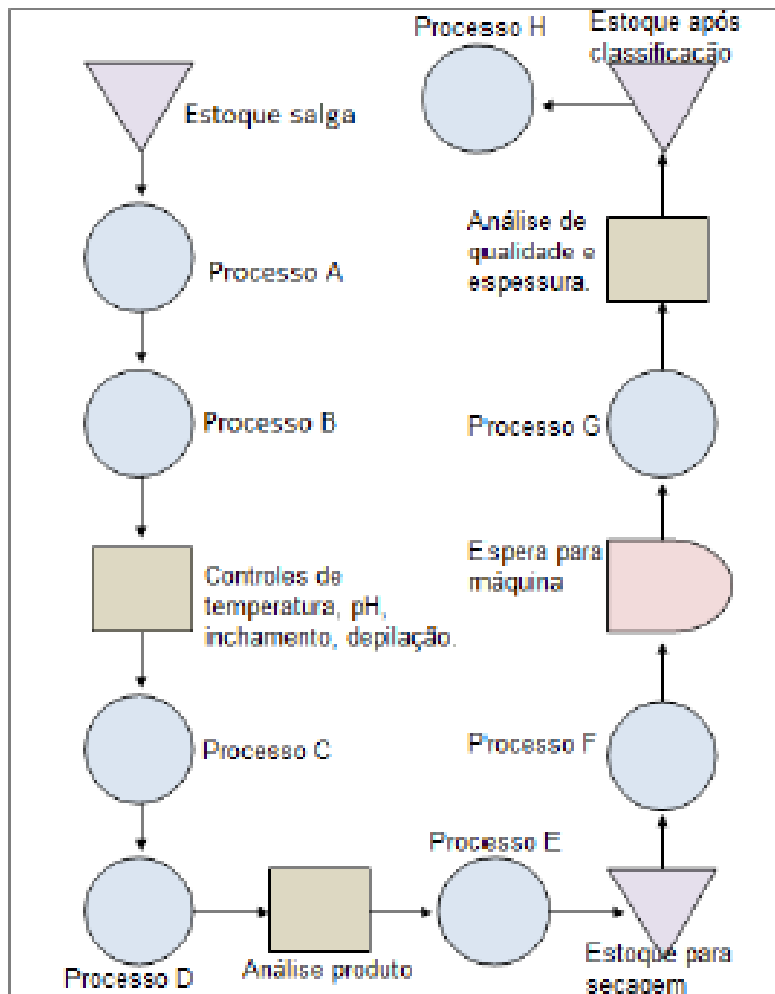 Estoque salga
Processo A
Processo B
Controles de
temperatura, pH,
inchamento, depilação.
Processo C
Processo D
Análise produto
Processo E
Estoque para
secagem
Processo F
Espera para
máquina
Processo G
Análise de
qualidade e
espessura.
Estoque após
classificação
Processo H